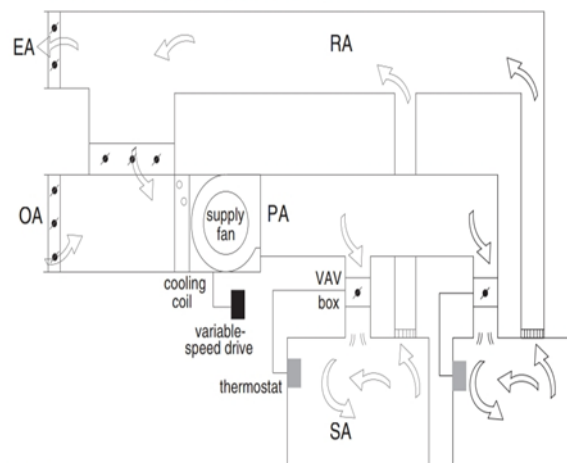 EA
RA
OA
supply
fan
PA
cooling
coil
variable-
speed drive
VAV
box
thermostat
SA